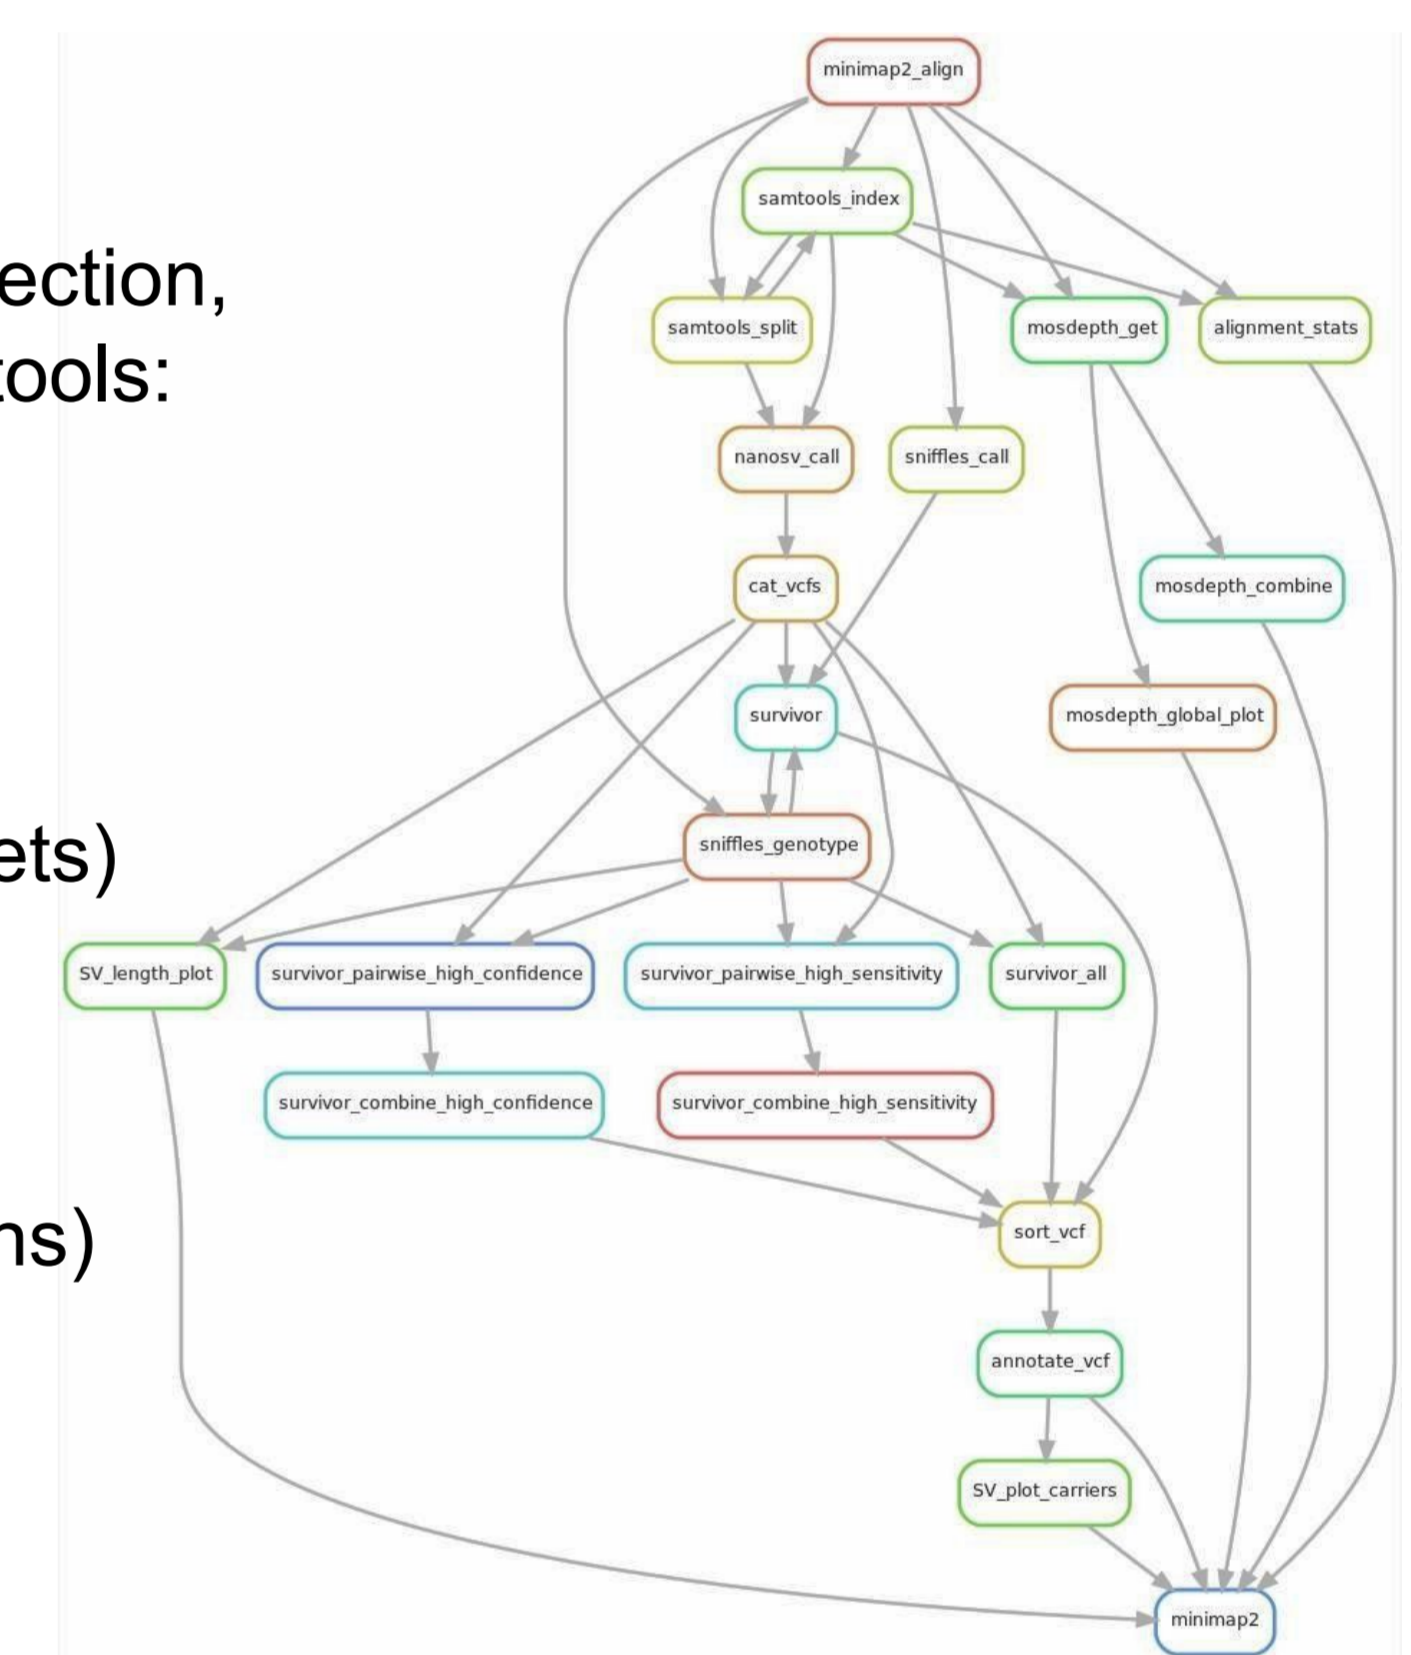 minimap2_align
samtools_index
ection,
samtools_split
mosdepth_get
alignment_stats
tools:
nanosv_call
sniffles_call
cat_vcfs
mosdepth_combine
survivor
mosdepth_global_plot
ets)
sniffles_genotype
SV_length_plot
survivor_pairwise_high_confidence
survivor_pairwise_high_sensitivity
survivor_all
survivor_combine_high_confidence
survivor_combine_high_sensitivity
ns)
sort_vcf
annotate_vcf
SV_plot_carriers
minimap2